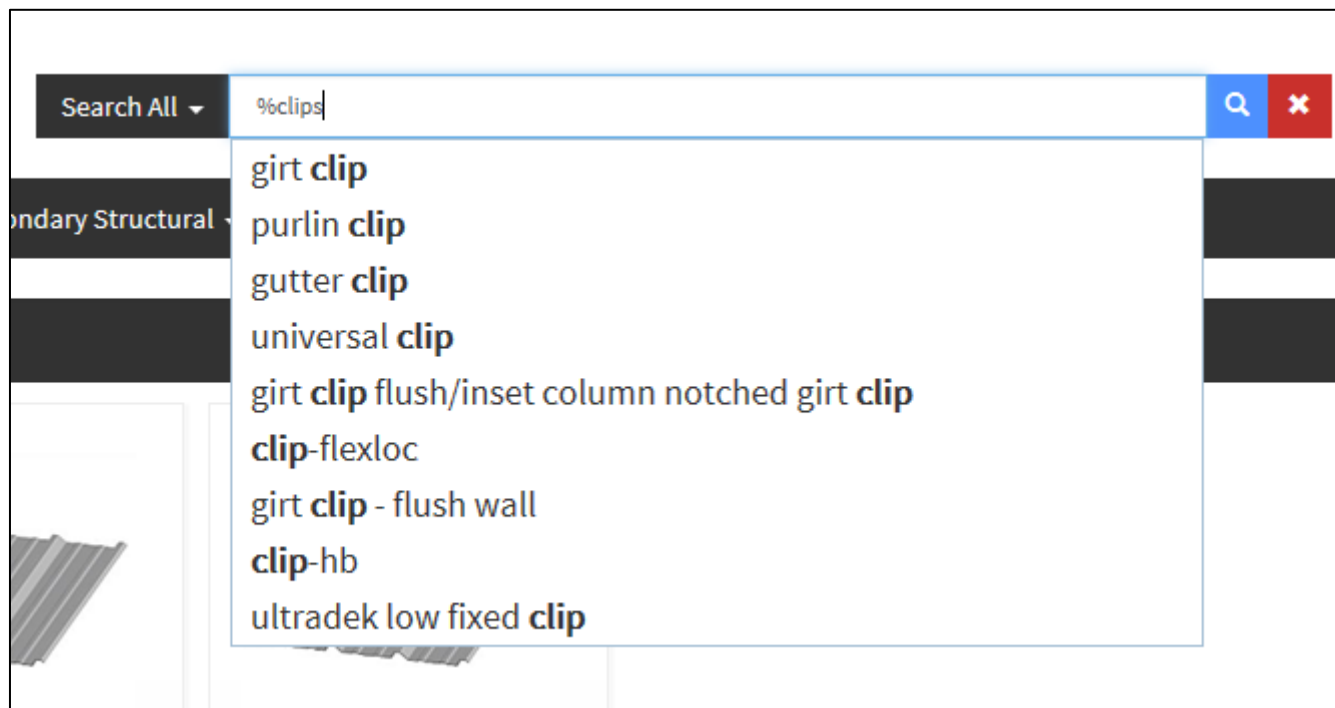 Search All
%clips
girt clip
purlin clip
ondary Structural
gutter clip
universal clip
girt clip flush/inset column notched girt clip
clip-flexloc
girt clip - flush wall
clip-hb
ultradek low fixed clip